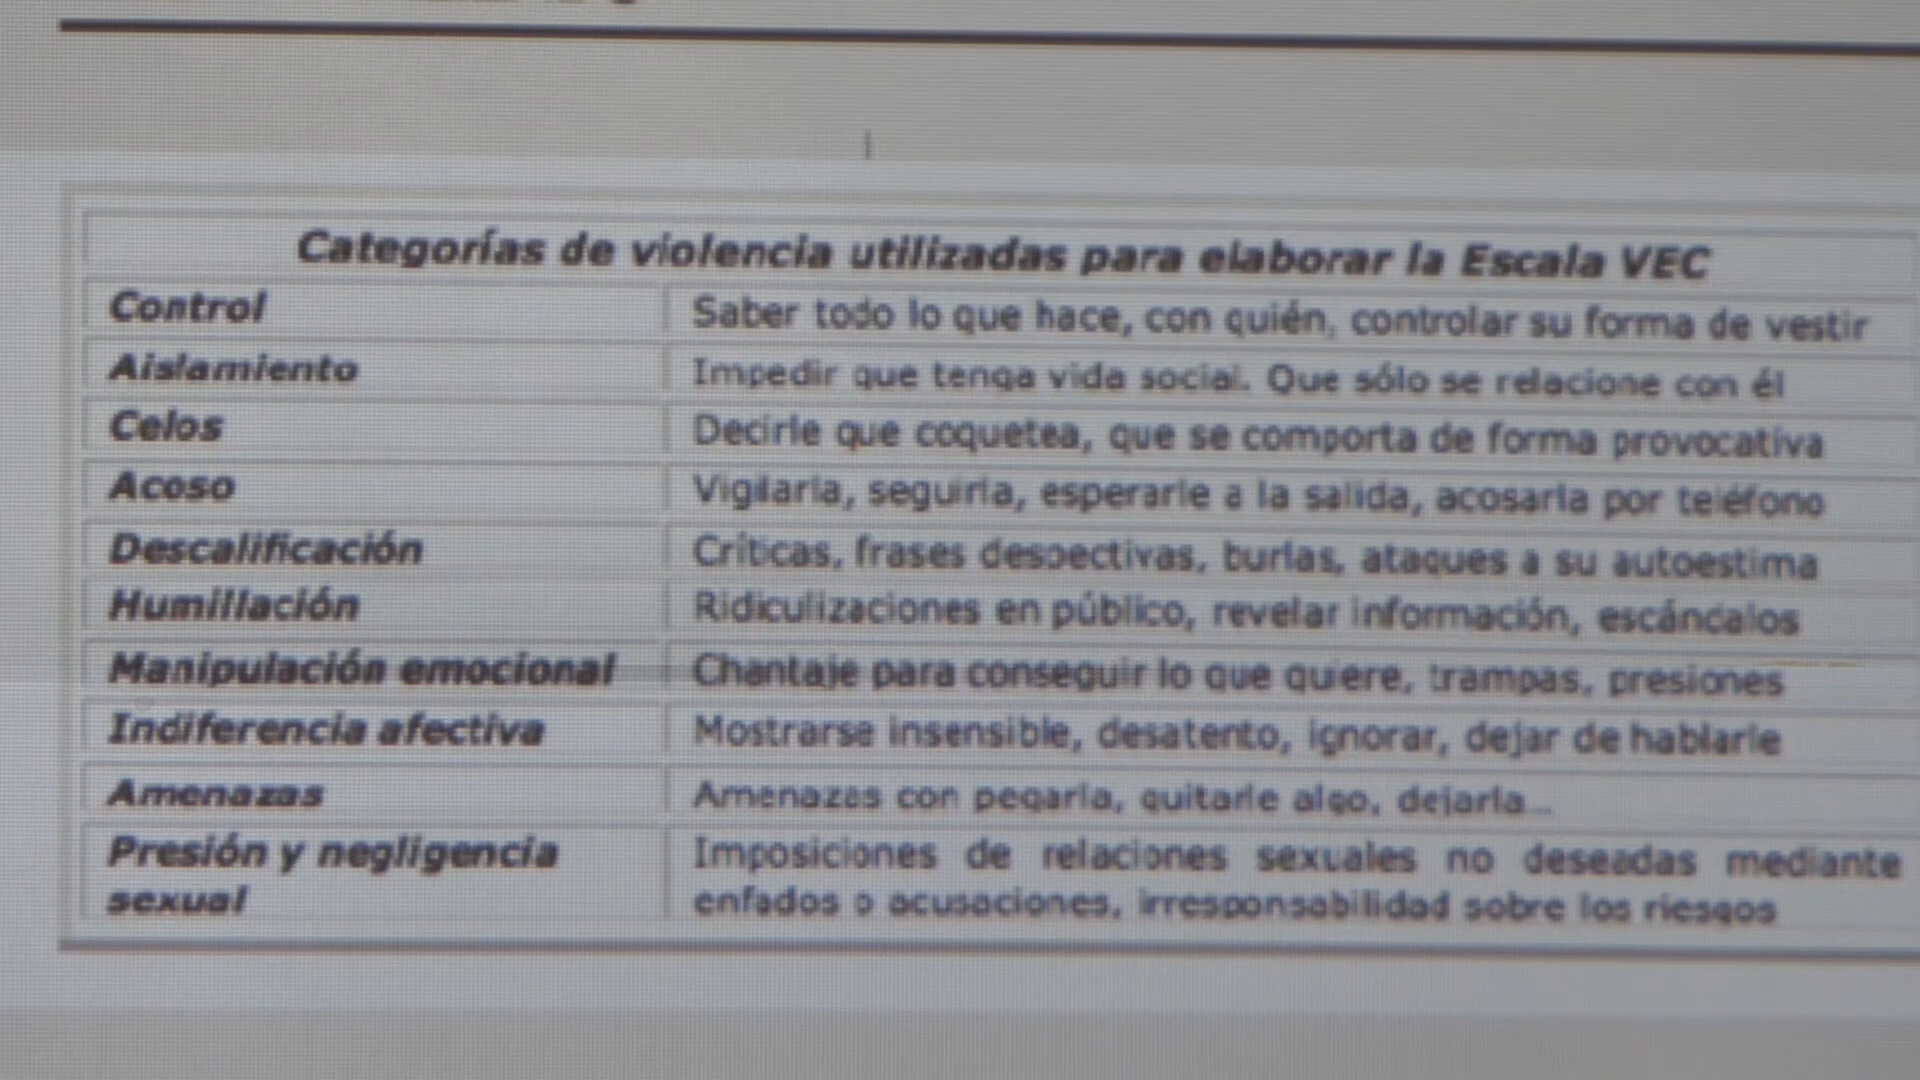 Categorías de violencia utilizadas para elaborar la Escala VEC
Control Saber todo lo que hace, con quién, controlar su forma de vestir
Aislamiento Impedir que tenga vida social. Que sólo se relacione con él
Celos Decirle que coquetea, que se comporta de forma provocativa
Acoso Vigilarla, seguirla, esperarle a la salida, acosarla por teléfono
Descalificación Críticas, frases despectivas, burlas, ataques a su autoestima
Humillación Ridiculizaciones en público, revelar información, escándalos
Manipulación emocional Chantaje para conseguir lo que quiere, trampas, presiones
Indiferencia afectiva Mostrarse insensible, desatento, ignorar, dejar de hablarle
Amenazas Amenazas con pegarla, quitarle algo, dejarla...
Presión y negligencia Imposiciones de relaciones sexuales no deseadas mediante
sexual enfados o acusaciones, irresponsabilidad sobre los riesgos